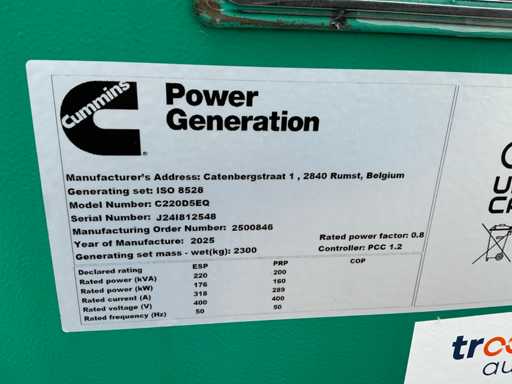 Cummins
Power
Generation
Manufacturer's Address: Catenbergstraat 1 , 2840 Rumst, Belgium
Generating set: ISO 8528
Model Number: C220D5EQ
Serial Number: J24I812548
Manufacturing Order Number: 2500846
Year of Manufacture: 2025
Rated power factor: 0.8
Generating set mass - wet(kg): 2300
Controller: PCC 1.2
Declared rating ESP PRP COP
Rated power (kVA) 220 200
Rated power (kW) 176 160
Rated current (A) 318 289
Rated voltage (V) 400 400
Rated frequency (Hz) 50 50
UK
CA